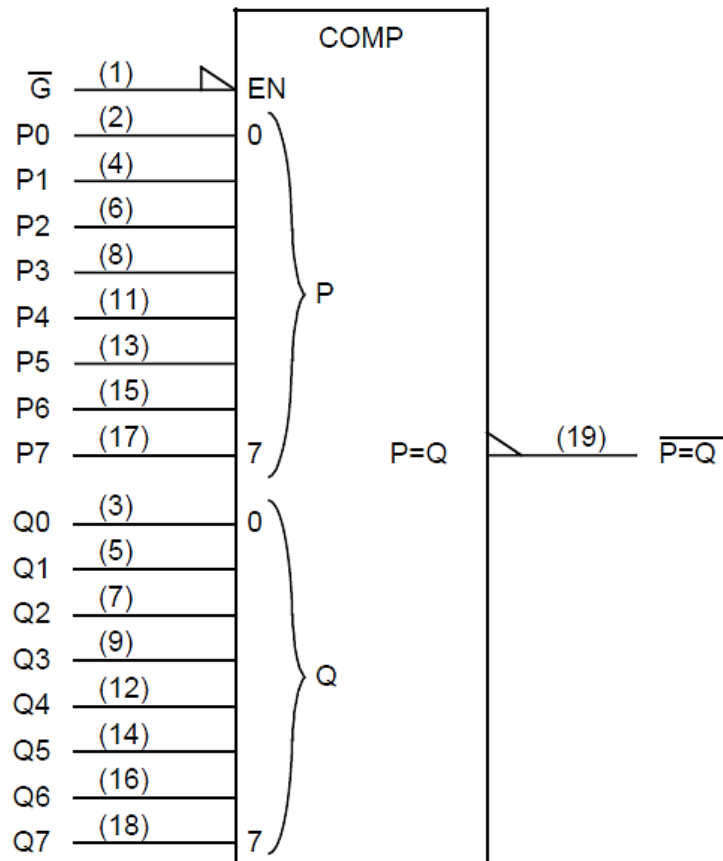 COMP
G̅ (1) EN
P0 (2) 0
P1 (4)
P2 (6)
P3 (8)
P
P4 (11)
P5 (13)
P6 (15)
P7 (17) 7 P=Q (19) P̅=̅Q̅
Q0 (3) 0
Q1 (5)
Q2 (7)
Q3 (9)
Q
Q4 (12)
Q5 (14)
Q6 (16)
Q7 (18) 7